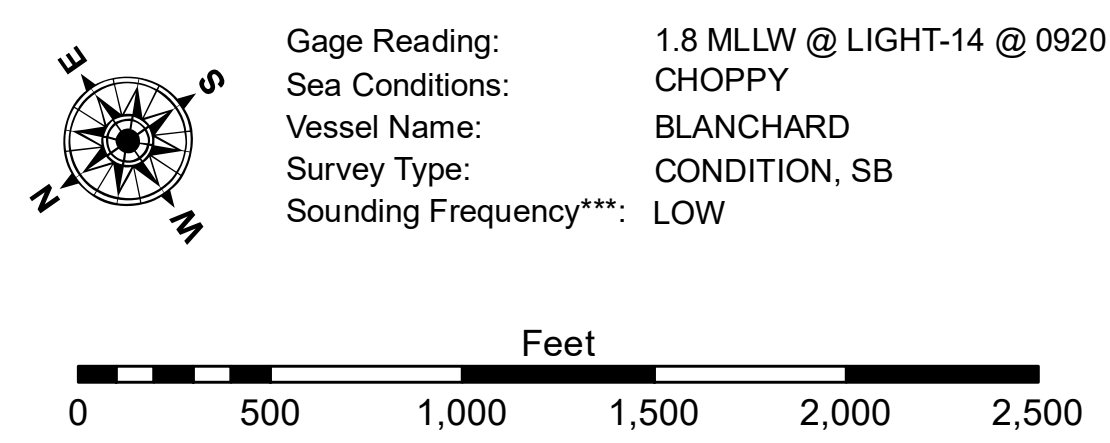 E
S
N
W
Gage Reading: 1.8 MLLW @ LIGHT-14 @ 0920
Sea Conditions: CHOPPY
Vessel Name: BLANCHARD
Survey Type: CONDITION, SB
Sounding Frequency***: LOW
Feet
0 500 1,000 1,500 2,000 2,500